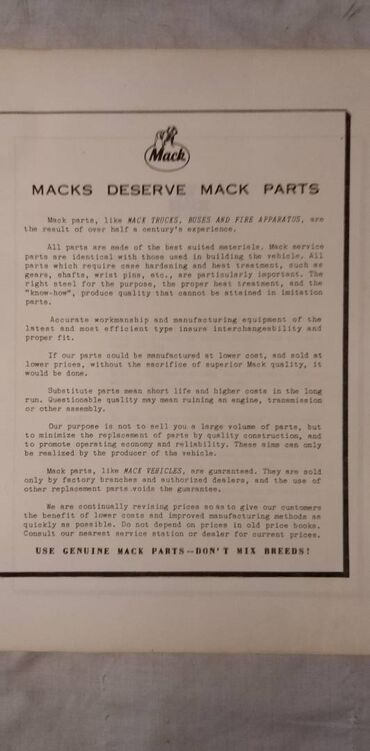 Mack
MACKS DESERVE MACK PARTS
Mack parts, like MACK TRUCKS, BUSES AND FIRE APPARATUS, are
the result of over half a century's experience.
All parts are made of the best suited materials. Mack service
parts are identical with those used in building the vehicle. All
parts which require case hardening and heat treatment, such as
gears, shafts, wrist pins, etc., are particularly important. The
right steel for the purpose, the proper heat treatment, and the
"know-how", produce quality that cannot be attained in imitation
parts.
Accurate workmanship and manufacturing equipment of the
latest and most efficient type insure interchangeability and
proper fit.
If our parts could be manufactured at lower cost, and sold at
lower prices, without the sacrifice of superior Mack quality, it
would be done.
Substitute parts mean short life and higher costs in the long
run. Questionable quality may mean ruining an engine, transmission
or other assembly.
Our purpose is not to sell you a large volume of parts, but
to minimize the replacement of parts by quality construction, and
to promote operating economy and reliability. These aims can only
be realized by the producer of the vehicle.
Mack parts, like MACK VEHICLES, are guaranteed. They are sold
only by factory branches and authorized dealers, and the use of
other replacement parts voids the guarantee.
We are continually revising prices so as to give our customers
the benefit of lower costs and improved manufacturing methods as
quickly as possible. Do not depend on prices in old price books.
Consult our nearest service station or dealer for current prices.
USE GENUINE MACK PARTS--DON'T MIX BREEDS!